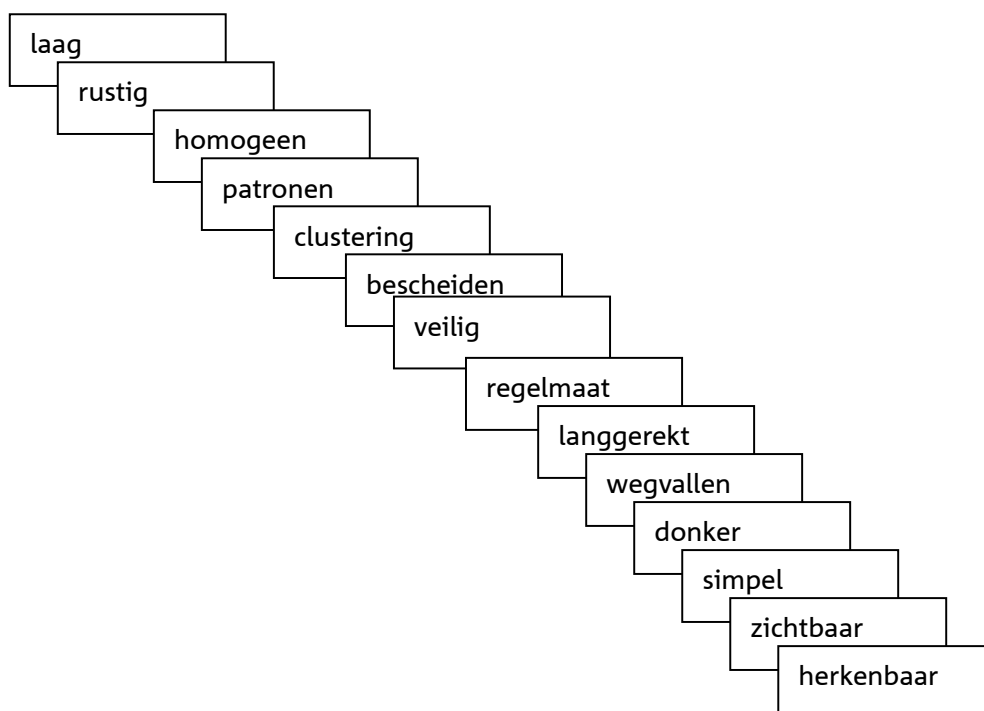 laag
rustig
homogeen
patronen
clustering
bescheiden
veilig
regelmaat
langgerekt
wegvallen
donker
simpel
zichtbaar
herkenbaar